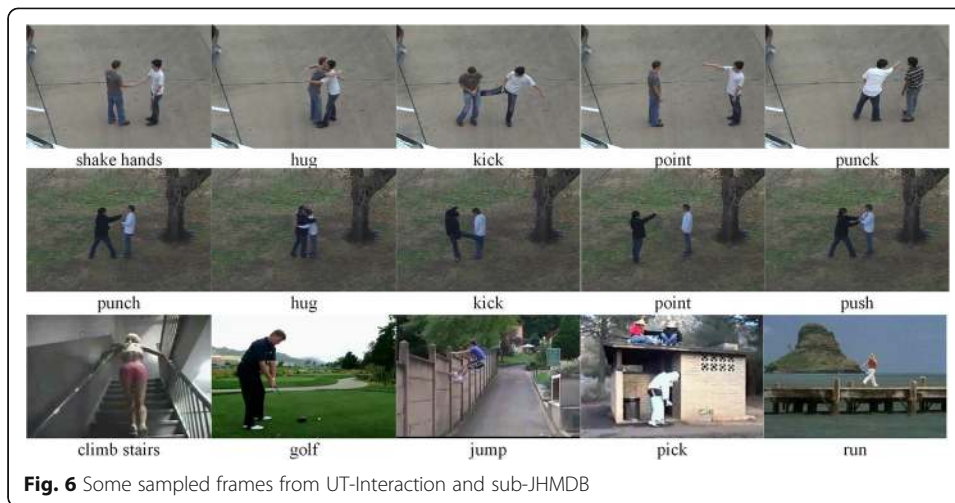 shake hands hug kick point punck
punch hug kick point push
climb stairs golf jump pick run
Fig. 6 Some sampled frames from UT-Interaction and sub-JHMDB